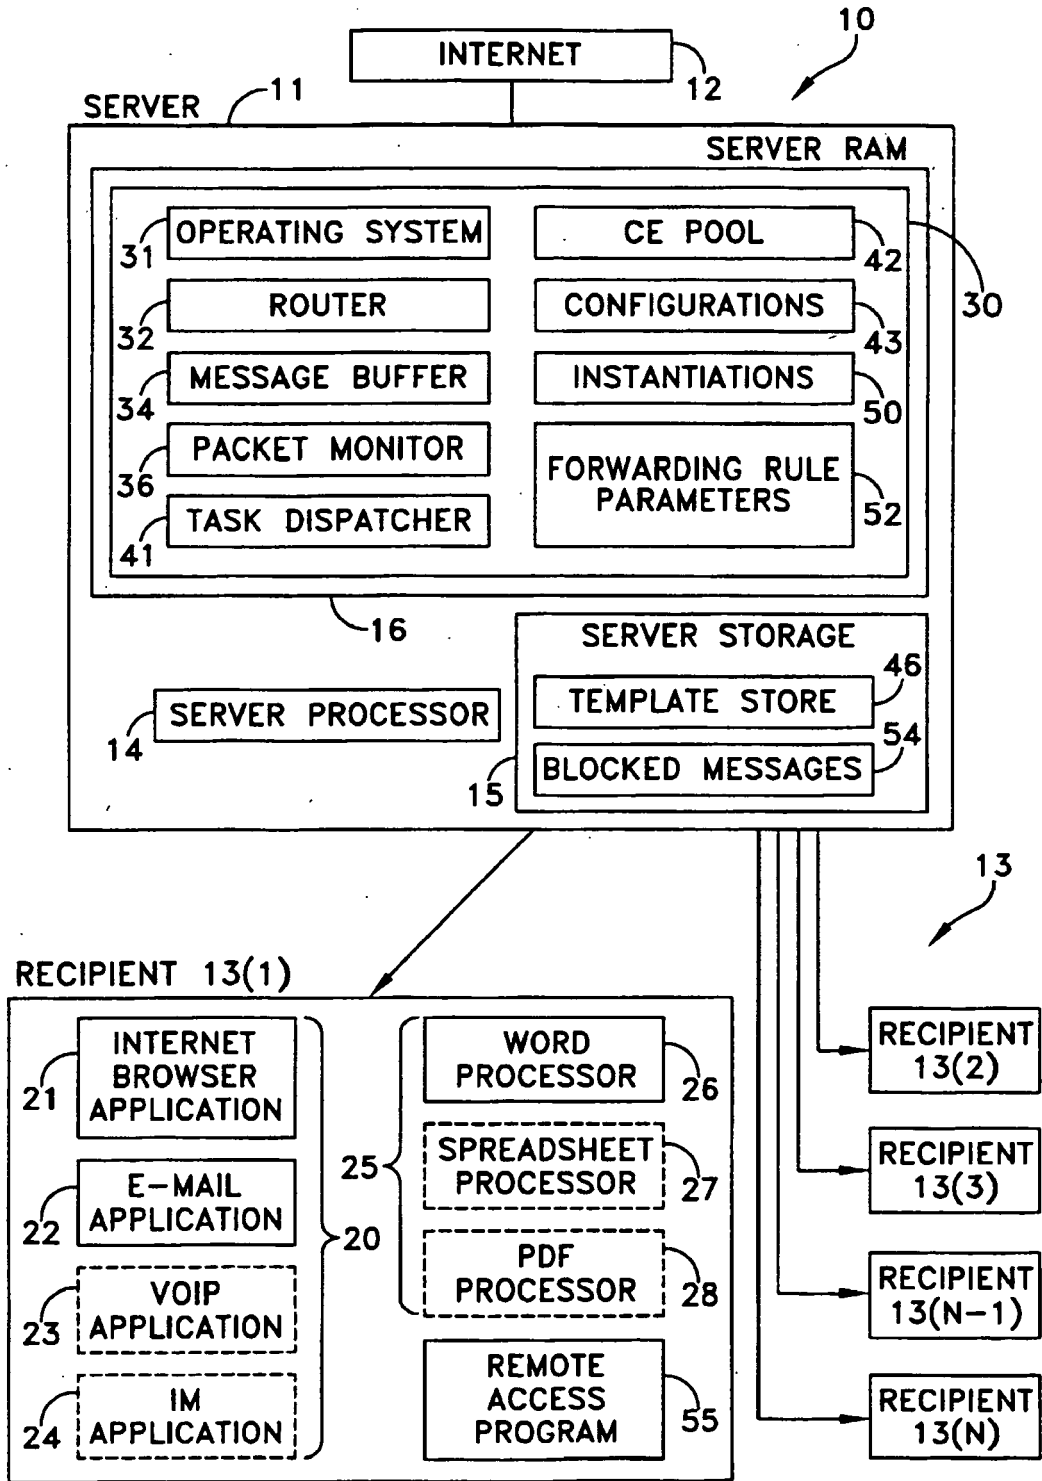 10
INTERNET
12
11
SERVER
SERVER RAM
OPERATING SYSTEM
31
CE POOL
42
30
ROUTER
32
CONFIGURATIONS
43
MESSAGE BUFFER
34
INSTANTIATIONS
50
PACKET MONITOR
36
FORWARDING RULE
PARAMETERS
52
TASK DISPATCHER
41
16
SERVER STORAGE
46
TEMPLATE STORE
54
BLOCKED MESSAGES
15
SERVER PROCESSOR
14
13
RECIPIENT 13(1)
INTERNET
BROWSER
APPLICATION
21
E-MAIL
APPLICATION
22
VOIP
APPLICATION
23
IM
APPLICATION
24
20
25
WORD
PROCESSOR
26
SPREADSHEET
PROCESSOR
27
PDF
PROCESSOR
28
REMOTE
ACCESS
PROGRAM
55
RECIPIENT
13(2)
RECIPIENT
13(3)
RECIPIENT
13(N-1)
RECIPIENT
13(N)